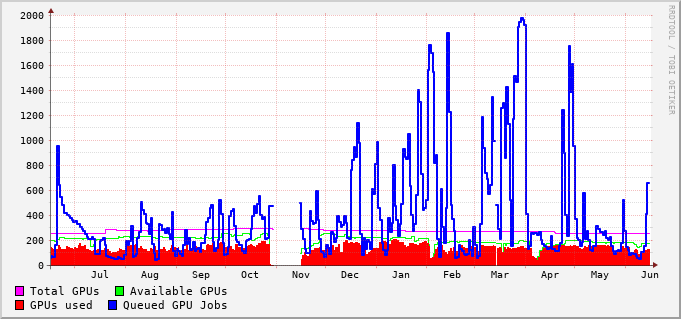 2000
1800
1600
1400
1200
1000
800
600
400
200
0
Jul Aug Sep Oct Nov Dec Jan Feb Mar Apr May Jun
Total GPUs Available GPUs
GPUs used Queued GPU Jobs
RRDTOOL / TOBI OETIKER